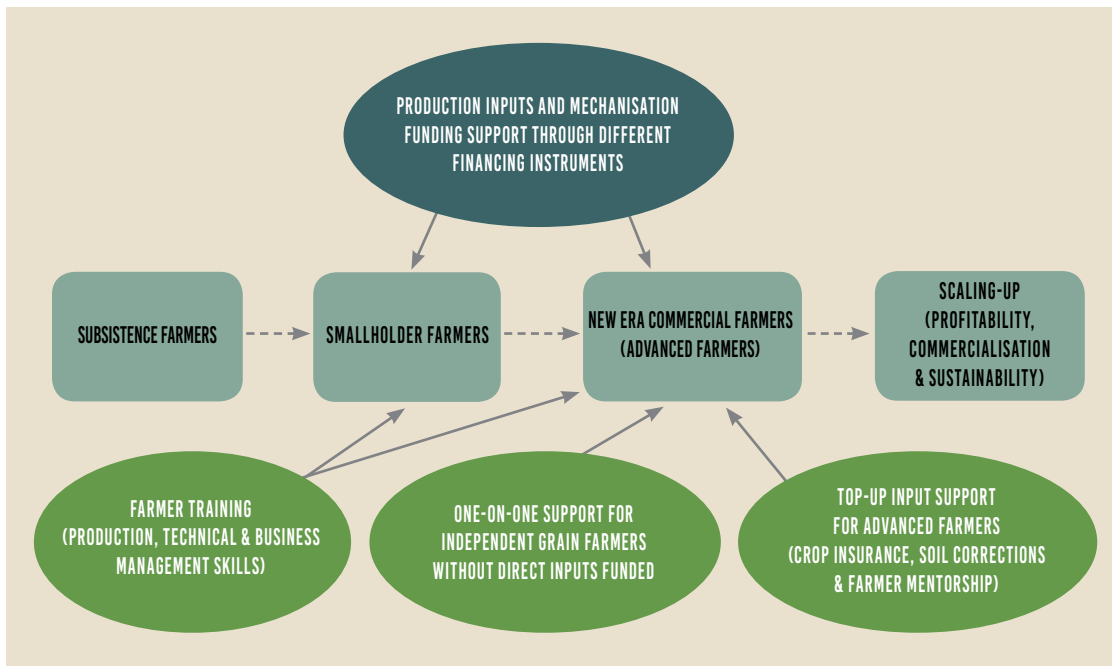 PRODUCTION INPUTS AND MECHANISATION
FUNDING SUPPORT THROUGH DIFFERENT
FINANCING INSTRUMENTS
SUBSISTENCE FARMERS
SMALLHOLDER FARMERS
NEW ERA COMMERCIAL FARMERS
(ADVANCED FARMERS)
SCALING-UP
(PROFITABILITY,
COMMERCIALISATION
& SUSTAINABILITY)
FARMER TRAINING
(PRODUCTION, TECHNICAL & BUSINESS
MANAGEMENT SKILLS)
ONE-ON-ONE SUPPORT FOR
INDEPENDENT GRAIN FARMERS
WITHOUT DIRECT INPUTS FUNDED
TOP-UP INPUT SUPPORT
FOR ADVANCED FARMERS
(CROP INSURANCE, SOIL CORRECTIONS
& FARMER MENTORSHIP)